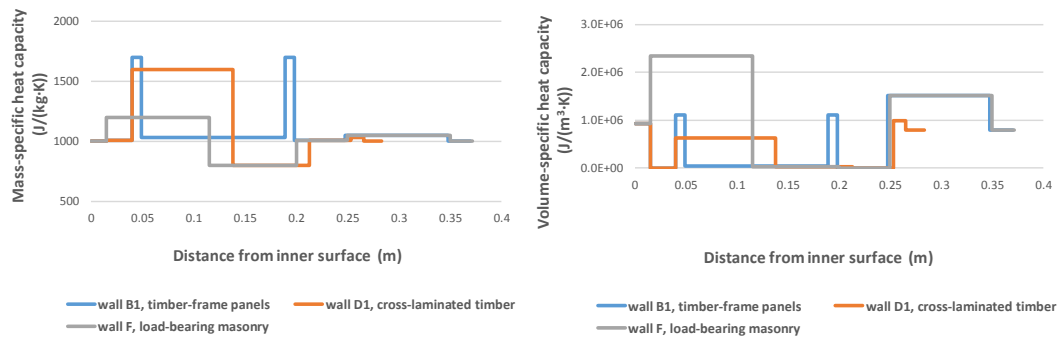 Mass-specific heat capacity
(J/(kg·K))
2000
1500
1000
500
0
0.05
0.1
0.15
0.2
0.25
0.3
0.35
0.4
Distance from inner surface (m)
wall B1, timber-frame panels
wall D1, cross-laminated timber
wall F, load-bearing masonry
Volume-specific heat capacity
(J/(m³·K))
3.0E+06
2.0E+06
1.0E+06
0.0E+00
0
0.05
0.1
0.15
0.2
0.25
0.3
0.35
0.4
Distance from inner surface (m)
wall B1, timber-frame panels
wall D1, cross-laminated timber
wall F, load-bearing masonry